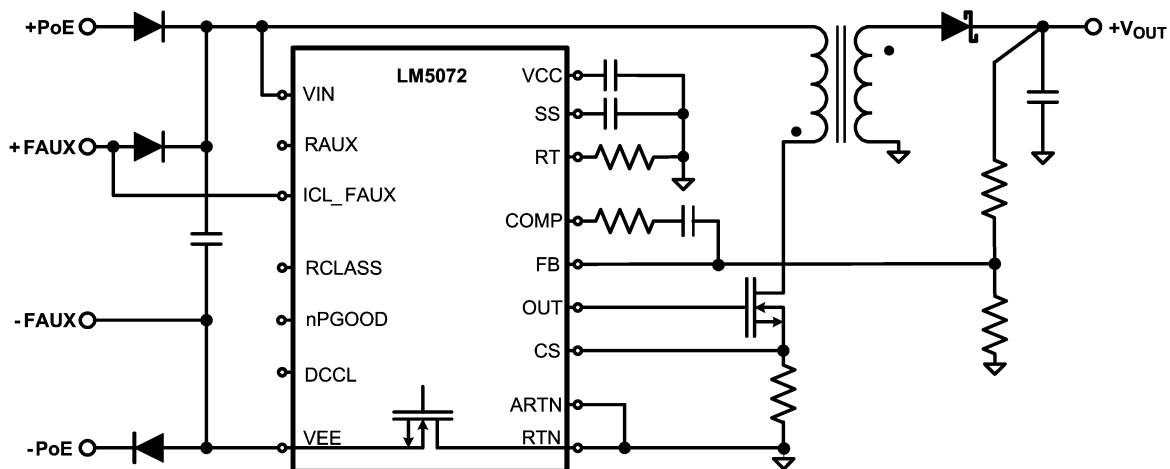 +PoE
+FAUX
-FAUX
-PoE
LM5072
VIN
RAUX
ICL_FAUX
RCLASS
nPGOOD
DCCL
VEE
VCC
SS
RT
COMP
FB
OUT
CS
ARTN
RTN
+VOUT